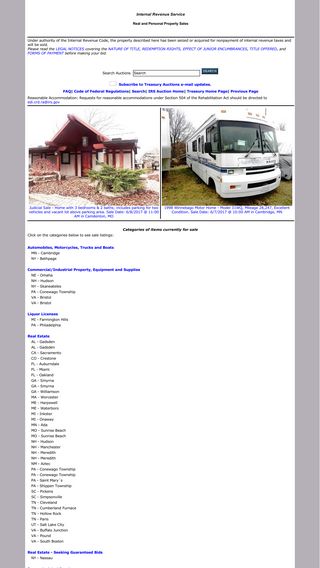 Internal Revenue Service
Real and Personal Property Sales
Under authority of the Internal Revenue Code, the property described here has been seized or acquired for nonpayment of internal revenue taxes and
will be sold.
Please read the LEGAL NOTICES covering the NATURE OF TITLE, REDEMPTION RIGHTS, EFFECT OF JUNIOR ENCUMBRANCES, TITLE OFFERED, and
FORMS OF PAYMENT before making your bid.
Search Auctions Search SEARCH
Subscribe to Treasury Auctions e-mail updates.
FAQ| Code of Federal Regulations| Search| IRS Auction Home| Treasury Home Page| Previous Page
Reasonable Accommodation: Requests for reasonable accommodations under Section 504 of the Rehabilitation Act should be directed to
Judicial Sale - Home with 3 bedrooms & 2 baths, includes parking for two
vehicles and vacant lot above parking area. Sale Date: 6/8/2017 @ 11:00
AM in Camdenton, MO
1998 Winnebago Motor Home - Mileage 26,247, Excellent
Condition. Sale Date: 6/7/2017 @ 10:00 AM in Cambridge, MN
Categories of items currently for sale
Click on the categories below to see sale listings:
Automobiles, Motorcycles, Trucks and Boats
MN - Cambridge
NY - Bethpage
Commercial/Industrial Property, Equipment and Supplies
NE - Omaha
NH - Hudson
NY - Skaneateles
PA - Conewago Township
VA - Bristol
VA - Bristol
Liquor Licenses
MI - Farmington Hills
PA - Philadelphia
Real Estate
AL - Gadsden
AL - Gadsden
CA - Sacramento
CO - Crestone
FL - Auburndale
FL - Miami
FL - Oakland
GA - Smyrna
GA - Smyrna
GA - Williamson
MA - Worcester
ME - Harpswell
ME - Waterboro
MI - Inkster
MI - Onaway
MN - Afla
MO - Sunrise Beach
MO - Sunrise Beach
NH - Hudson
NH - Manchester
NH - Meredith
NH - Meredith
NM - Aztec
PA - Conewago Township
PA - Conewago Township
PA - Saint Mary`s
PA - Shippen Township
SC - Pickens
SC - Simpsonville
TN - Cleveland
TN - Cumberland Furnace
TN - Hollow Rock
TN - Paris
UT - Salt Lake City
VA - Buffalo Junction
VA - Pound
VA - South Boston
Real Estate - Seeking Guaranteed Bids
NY - Nassau